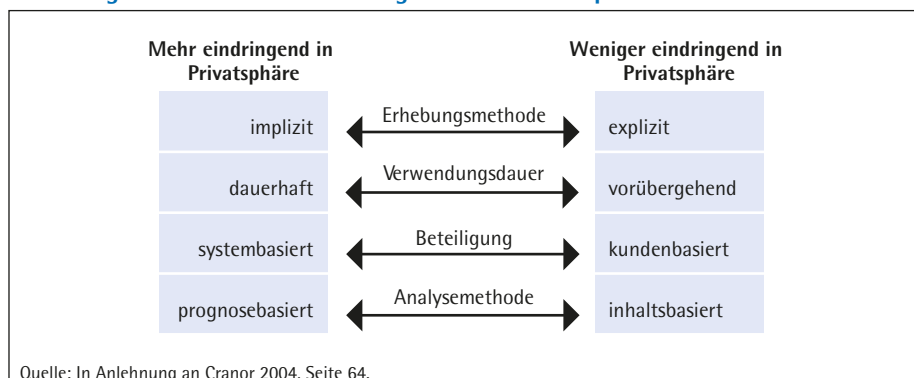 Mehr eindringend in Privatsphäre
Weniger eindringend in Privatsphäre
implizit
Erhebungsmethode
explizit
dauerhaft
Verwendungsdauer
vorübergehend
systembasiert
Beteiligung
kundenbasiert
prognosebasiert
Analysemethode
inhaltsbasiert
Quelle: In Anlehnung an Cranor 2004, Seite 64.